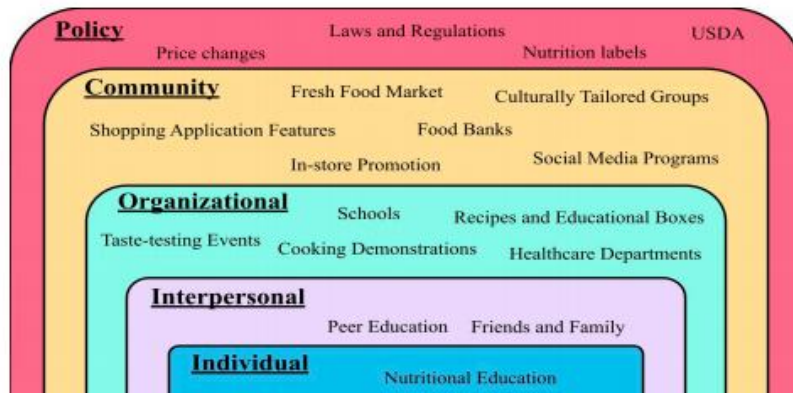 Policy
Laws and Regulations
USDA
Price changes
Nutrition labels
Community
Fresh Food Market
Culturally Tailored Groups
Shopping Application Features
Food Banks
In-store Promotion
Social Media Programs
Organizational
Schools
Recipes and Educational Boxes
Taste-testing Events
Cooking Demonstrations
Healthcare Departments
Interpersonal
Peer Education
Friends and Family
Individual
Nutritional Education